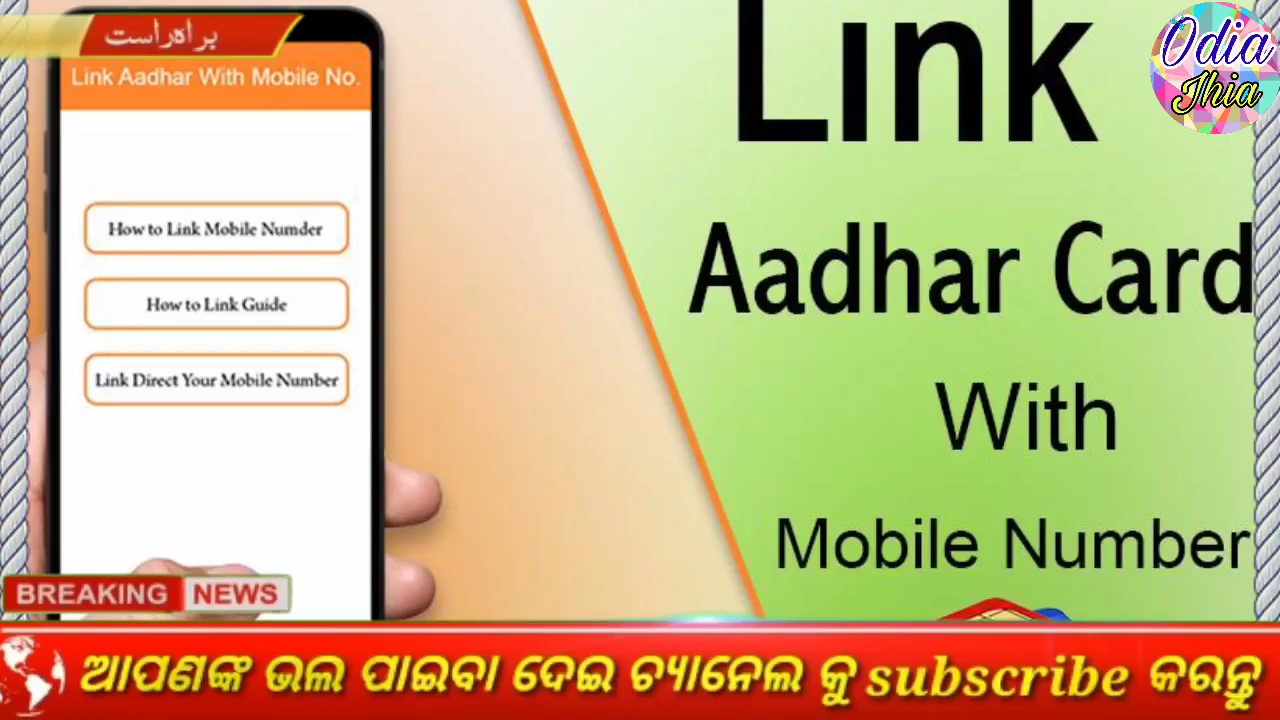 براہ راست
Link Aadhar With Mobile No.
How to Link Mobile Numder
How to Link Guide
Link Direct Your Mobile Number
Link
Aadhar Card
With
Mobile Number
Odia
Jhia
BREAKING NEWS
ଆପଣଙ୍କ ଭଲ ପାଇବା ଦେଇ ଚ୍ୟାନେଲ କୁ subscribe କରନ୍ତୁ